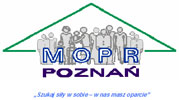 MOPR
POZNAŃ
„Szukaj siły w sobie – w nas masz oparcie”